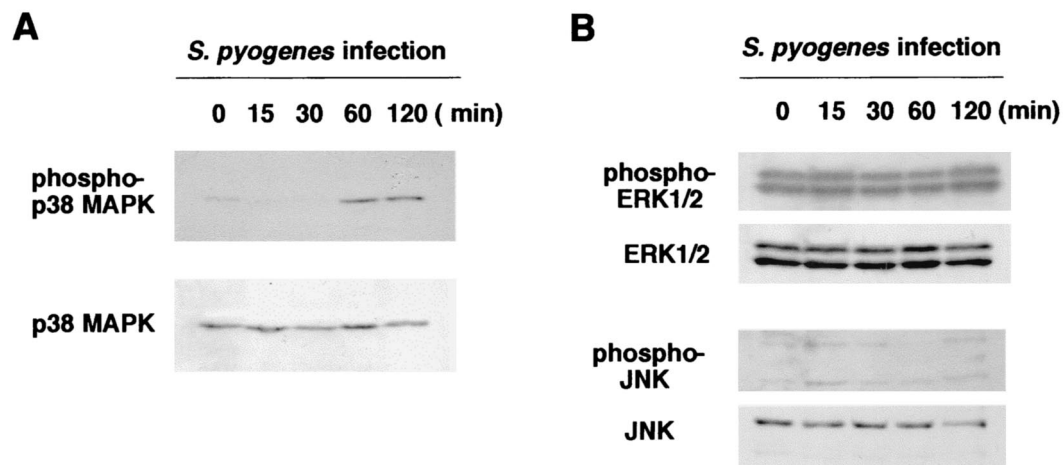 A
S. pyogenes infection
0 15 30 60 120 ( min)
phospho-
p38 MAPK
p38 MAPK
B
S. pyogenes infection
0 15 30 60 120 (min)
phospho-
ERK1/2
ERK1/2
phospho-
JNK
JNK